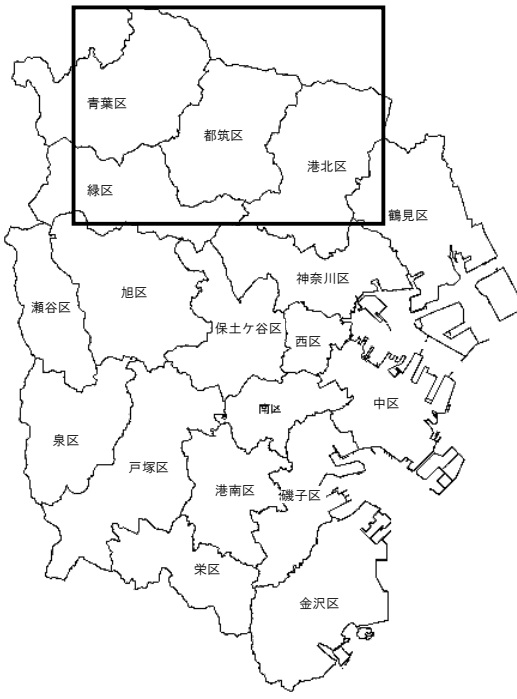 青葉区
都筑区
港北区
緑区
鶴見区
神奈川区
旭区
瀬谷区
保土ケ谷区
西区
中区
南区
泉区
戸塚区
港南区
磯子区
栄区
金沢区